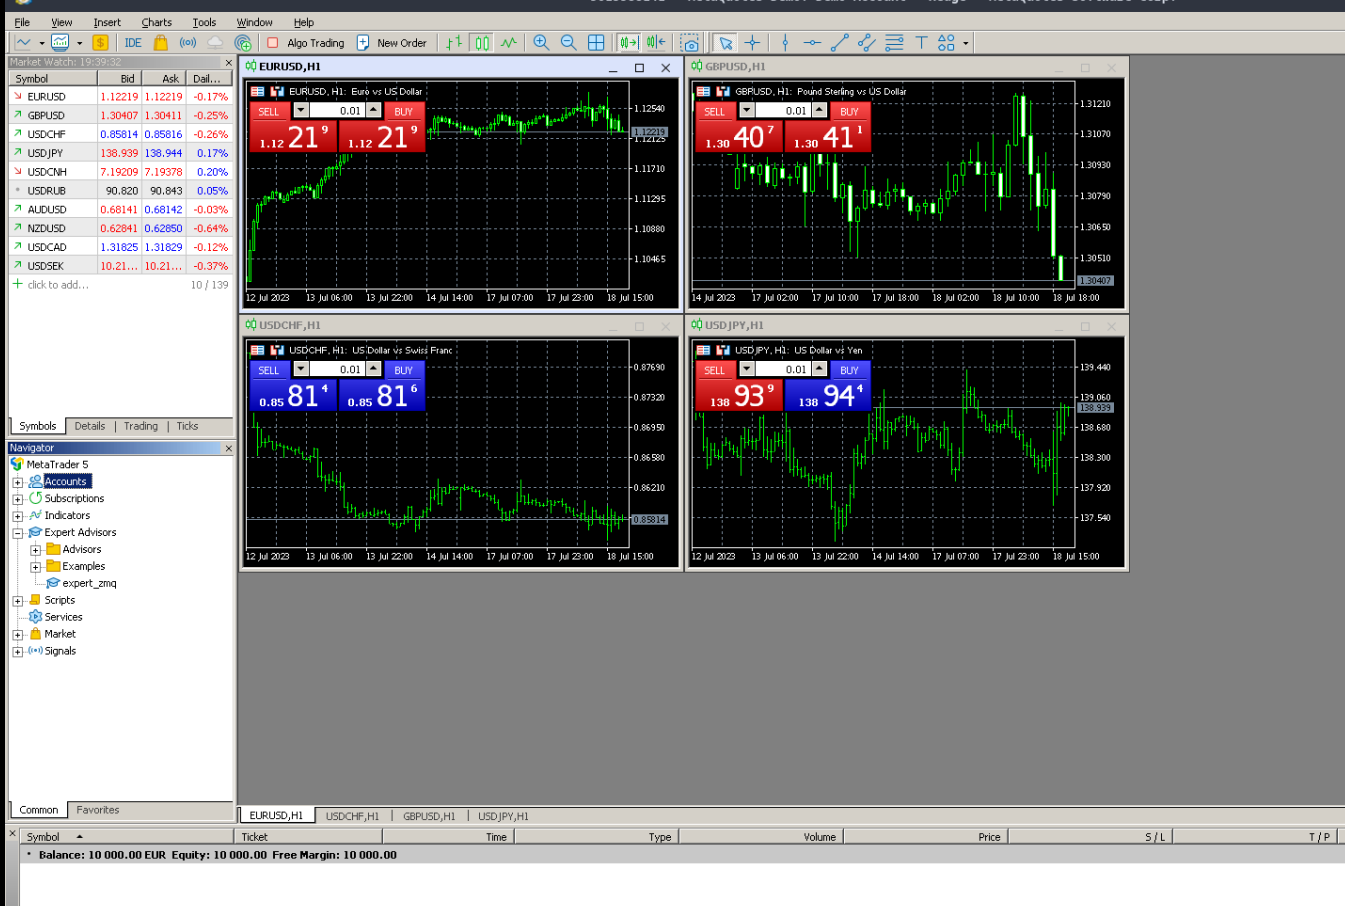 File View Insert Charts Tools Window Help
IDE Algo Trading New Order
Market Watch: 19:39:32
Symbol Bid Ask Dail...
EURUSD 1.12219 1.12219 -0.17%
GBPUSD 1.30407 1.30411 -0.25%
USDCHF 0.85814 0.85816 -0.26%
USDJPY 138.939 138.944 0.17%
USDCNH 7.19209 7.19378 0.20%
USDRUB 90.820 90.843 0.05%
AUDUSD 0.68141 0.68142 -0.03%
NZDUSD 0.62841 0.62850 -0.64%
USDCAD 1.31825 1.31829 -0.12%
USDSEK 10.21... 10.21... -0.37%
click to add... 10 / 139
Symbols Details Trading Ticks
Navigator
MetaTrader 5
Accounts
Subscriptions
Indicators
Expert Advisors
Advisors
Examples
expert_zmq
Scripts
Services
Market
Signals
Common Favorites
EURUSD,H1
EURUSD, H1: Euro vs US Dollar
SELL 0.01 BUY
1.12 21 9 1.12 21 9
1.12540
1.12219
1.12125
1.11710
1.11295
1.10880
1.10465
12 Jul 2023 13 Jul 06:00 13 Jul 22:00 14 Jul 14:00 17 Jul 07:00 17 Jul 23:00 18 Jul 15:00
GBPUSD,H1
GBPUSD, H1: Pound Sterling vs US Dollar
SELL 0.01 BUY
1.30 40 7 1.30 41 1
1.31210
1.31070
1.30930
1.30790
1.30650
1.30510
1.30407
14 Jul 2023 17 Jul 02:00 17 Jul 10:00 17 Jul 18:00 18 Jul 02:00 18 Jul 10:00 18 Jul 18:00
USDCHF,H1
USDCHF, H1: US Dollar vs Swiss Franc
SELL 0.01 BUY
0.85 81 4 0.85 81 6
0.87690
0.87320
0.86950
0.86580
0.86210
0.85814
12 Jul 2023 13 Jul 06:00 13 Jul 22:00 14 Jul 14:00 17 Jul 07:00 17 Jul 23:00 18 Jul 15:00
USDJPY,H1
USDJPY, H1: US Dollar vs Yen
SELL 0.01 BUY
138 93 9 138 94 4
139.440
139.060
138.939
138.680
138.300
137.920
137.540
12 Jul 2023 13 Jul 06:00 13 Jul 22:00 14 Jul 14:00 17 Jul 07:00 17 Jul 23:00 18 Jul 15:00
EURUSD,H1 USDCHF,H1 GBPUSD,H1 USDJPY,H1
Symbol Ticket Time Type Volume Price S / L T / P
Balance: 10 000.00 EUR Equity: 10 000.00 Free Margin: 10 000.00